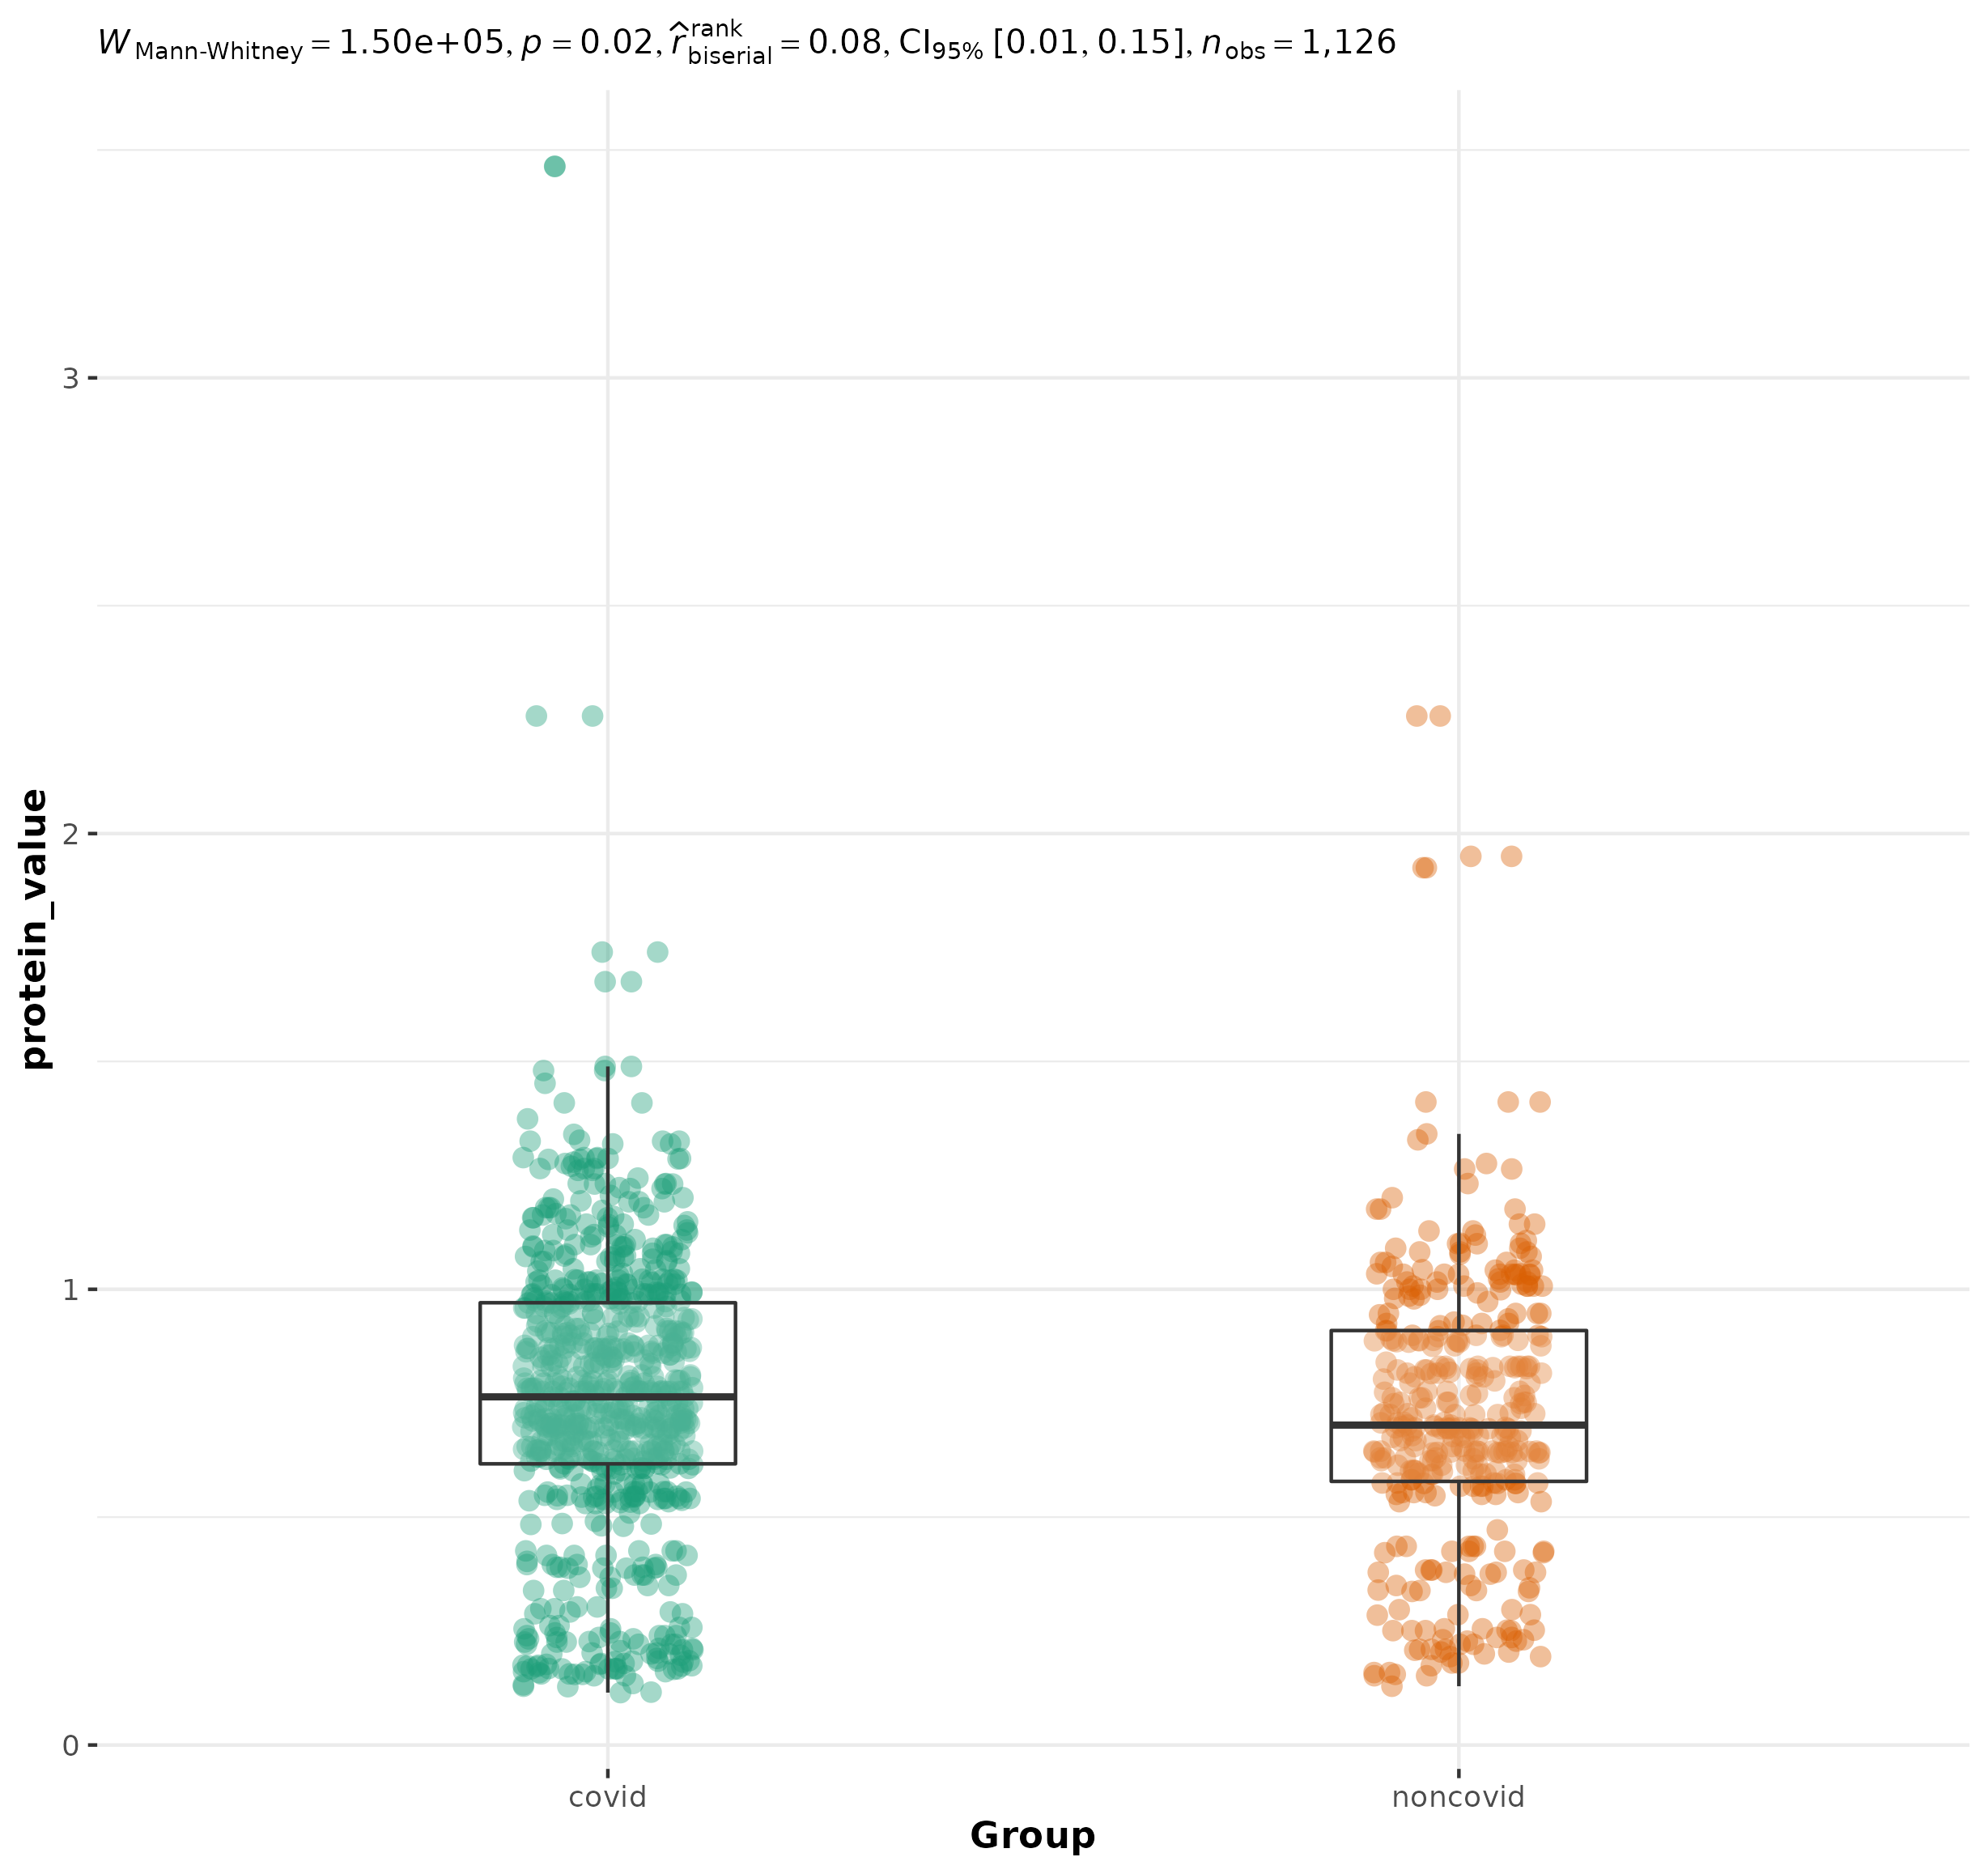 W Mann-Whitney = 1.50e+05, p = 0.02, r̂ rank biserial = 0.08, CI95% [0.01, 0.15], nobs = 1,126
3
2
1
0
protein_value
covid noncovid
Group